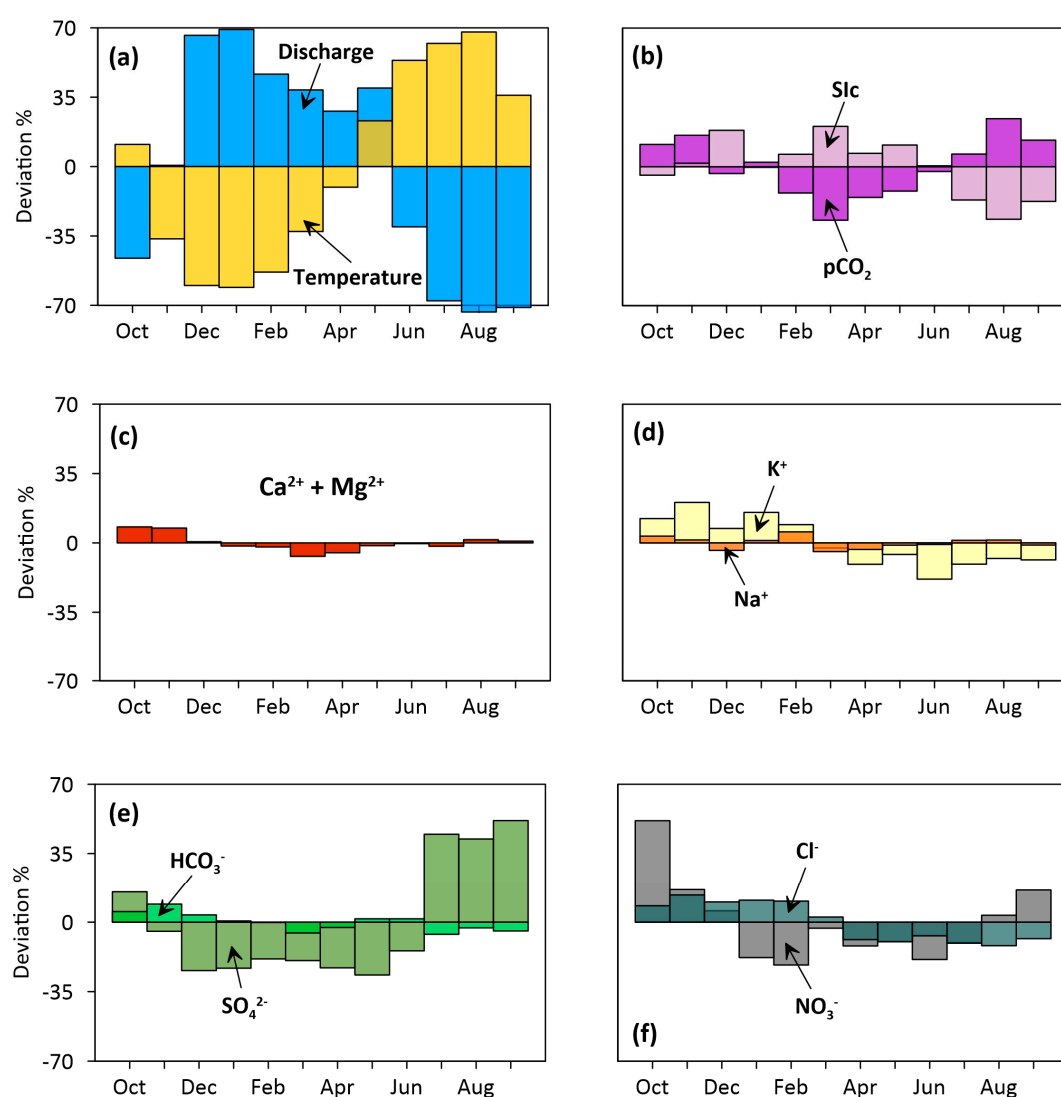 70
35
0
-35
-70
Deviation %
(a)
Discharge
Temperature
Oct Dec Feb Apr Jun Aug
(b)
SIc
pCO₂
Oct Dec Feb Apr Jun Aug
70
35
0
-35
-70
Deviation %
(c)
Ca²⁺ + Mg²⁺
Oct Dec Feb Apr Jun Aug
(d)
K⁺
Na⁺
Oct Dec Feb Apr Jun Aug
70
35
0
-35
-70
Deviation %
(e)
HCO₃⁻
SO₄²⁻
Oct Dec Feb Apr Jun Aug
Cl⁻
NO₃⁻
(f)
Oct Dec Feb Apr Jun Aug